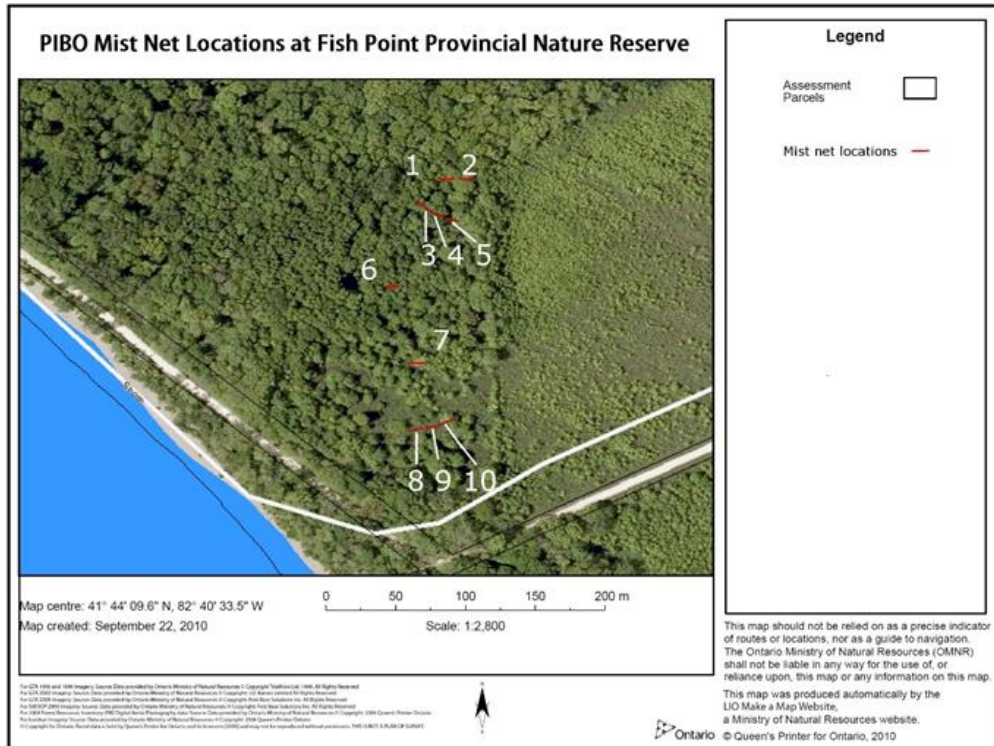 PIBO Mist Net Locations at Fish Point Provincial Nature Reserve
Legend
Assessment
Parcels
Mist net locations
1 2
3 4 5
6
7
8 9 10
Map centre: 41° 44' 09.6" N, 82° 40' 33.5" W
0 50 100 150 200 m
Map created: September 22, 2010
Scale: 1:2,800
This map should not be relied on as a precise indicator
of routes or locations, nor as a guide to navigation.
The Ontario Ministry of Natural Resources (OMNR)
shall not be liable in any way for the use of, or
reliance upon, this map or any information on this map.
This map was produced automatically by the
LIO Make a Map Website,
a Ministry of Natural Resources website.
Ontario
© Queen's Printer for Ontario, 2010